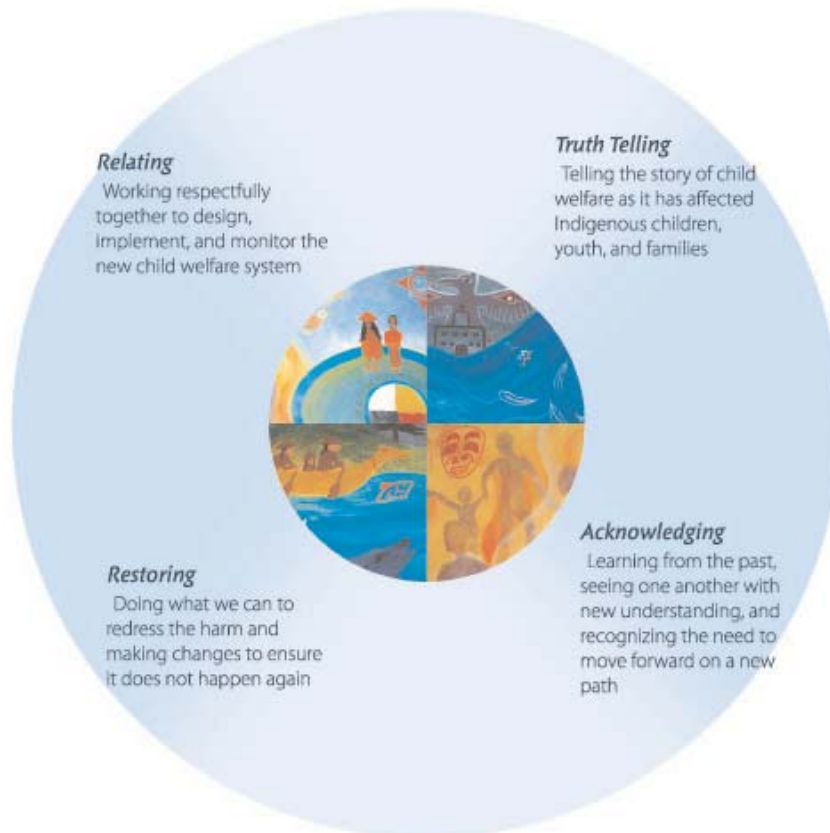 Relating
Working respectfully
together to design,
implement, and monitor the
new child welfare system
Truth Telling
Telling the story of child
welfare as it has affected
Indigenous children,
youth, and families
Restoring
Doing what we can to
redress the harm and
making changes to ensure
it does not happen again
Acknowledging
Learning from the past,
seeing one another with
new understanding, and
recognizing the need to
move forward on a new
path